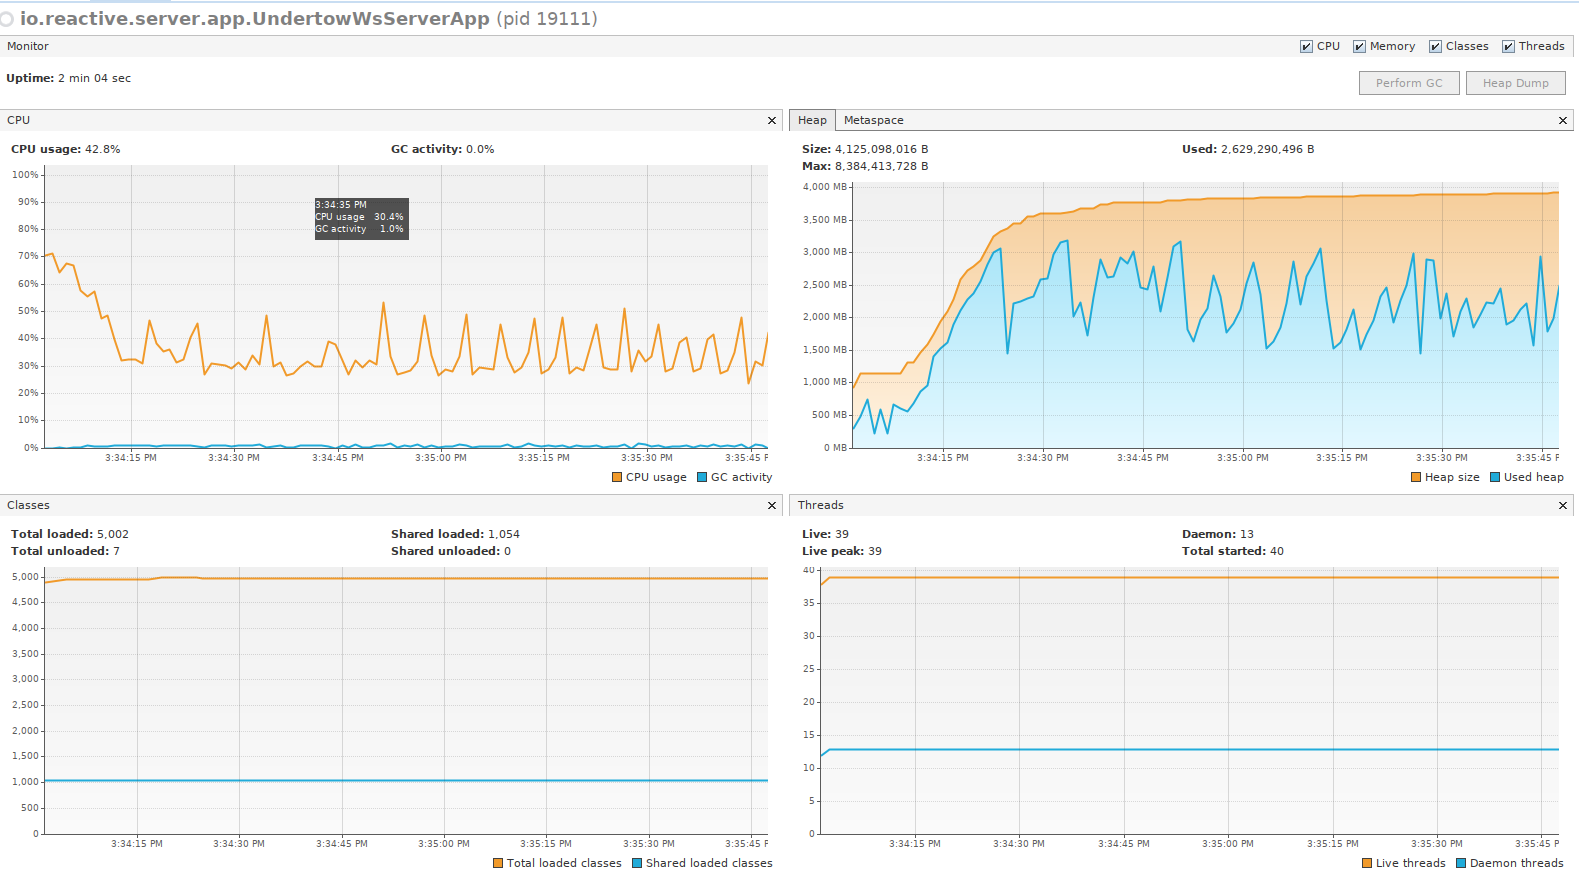 io.reactive.server.app.UndertowWsServerApp (pid 19111)
Monitor
CPU Memory Classes Threads
Uptime: 2 min 04 sec
Perform GC Heap Dump
CPU
CPU usage: 42.8% GC activity: 0.0%
100%
90%
80%
70%
60%
50%
40%
30%
20%
10%
0%
3:34:35 PM
CPU usage 30.4%
GC activity 1.0%
3:34:15 PM 3:34:30 PM 3:34:45 PM 3:35:00 PM 3:35:15 PM 3:35:30 PM 3:35:45 P
CPU usage GC activity
Heap Metaspace
Size: 4,125,098,016 B Used: 2,629,290,496 B
Max: 8,384,413,728 B
4,000 MB
3,500 MB
3,000 MB
2,500 MB
2,000 MB
1,500 MB
1,000 MB
500 MB
0 MB
3:34:15 PM 3:34:30 PM 3:34:45 PM 3:35:00 PM 3:35:15 PM 3:35:30 PM 3:35:45 P
Heap size Used heap
Classes
Total loaded: 5,002 Shared loaded: 1,054
Total unloaded: 7 Shared unloaded: 0
5,000
4,500
4,000
3,500
3,000
2,500
2,000
1,500
1,000
500
0
3:34:15 PM 3:34:30 PM 3:34:45 PM 3:35:00 PM 3:35:15 PM 3:35:30 PM 3:35:45 P
Total loaded classes Shared loaded classes
Threads
Live: 39 Daemon: 13
Live peak: 39 Total started: 40
40
35
30
25
20
15
10
5
0
3:34:15 PM 3:34:30 PM 3:34:45 PM 3:35:00 PM 3:35:15 PM 3:35:30 PM 3:35:45 P
Live threads Daemon threads